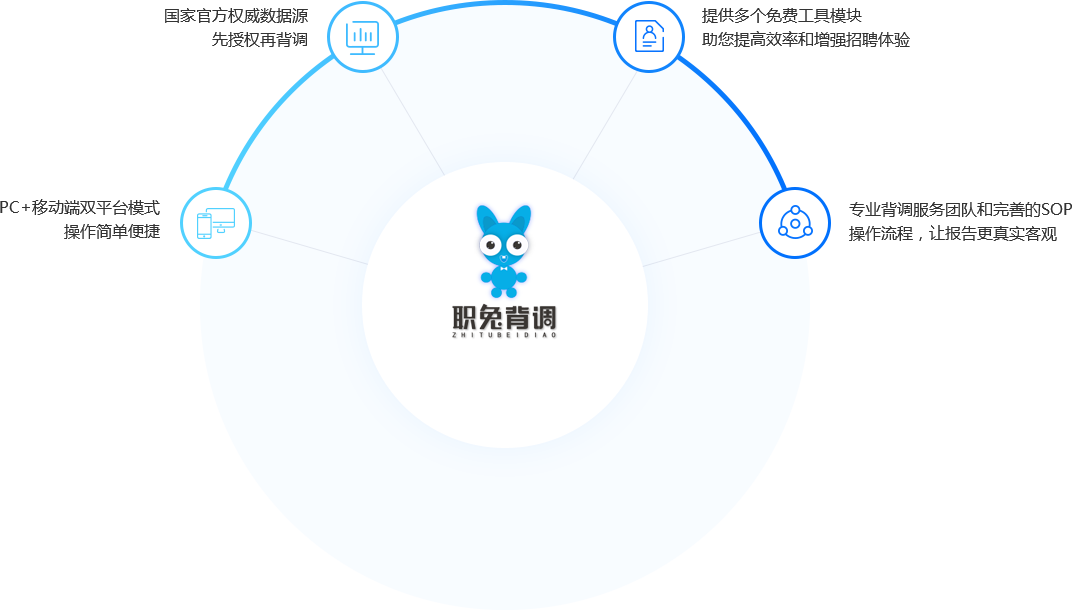 国家官方权威数据源
先授权再背调
提供多个免费工具模块
助您提高效率和增强招聘体验
PC+移动端双平台模式
操作简单便捷
专业背调服务团队和完善的SOP
操作流程，让报告更真实客观
职兔背调
ZHITUBEIDIAO